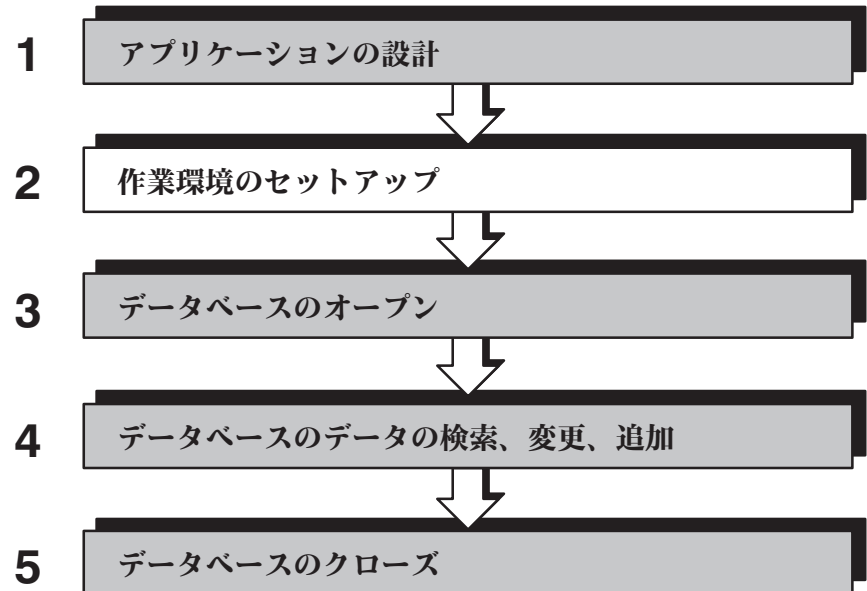 1 アプリケーションの設計
2 作業環境のセットアップ
3 データベースのオープン
4 データベースのデータの検索、変更、追加
5 データベースのクローズ